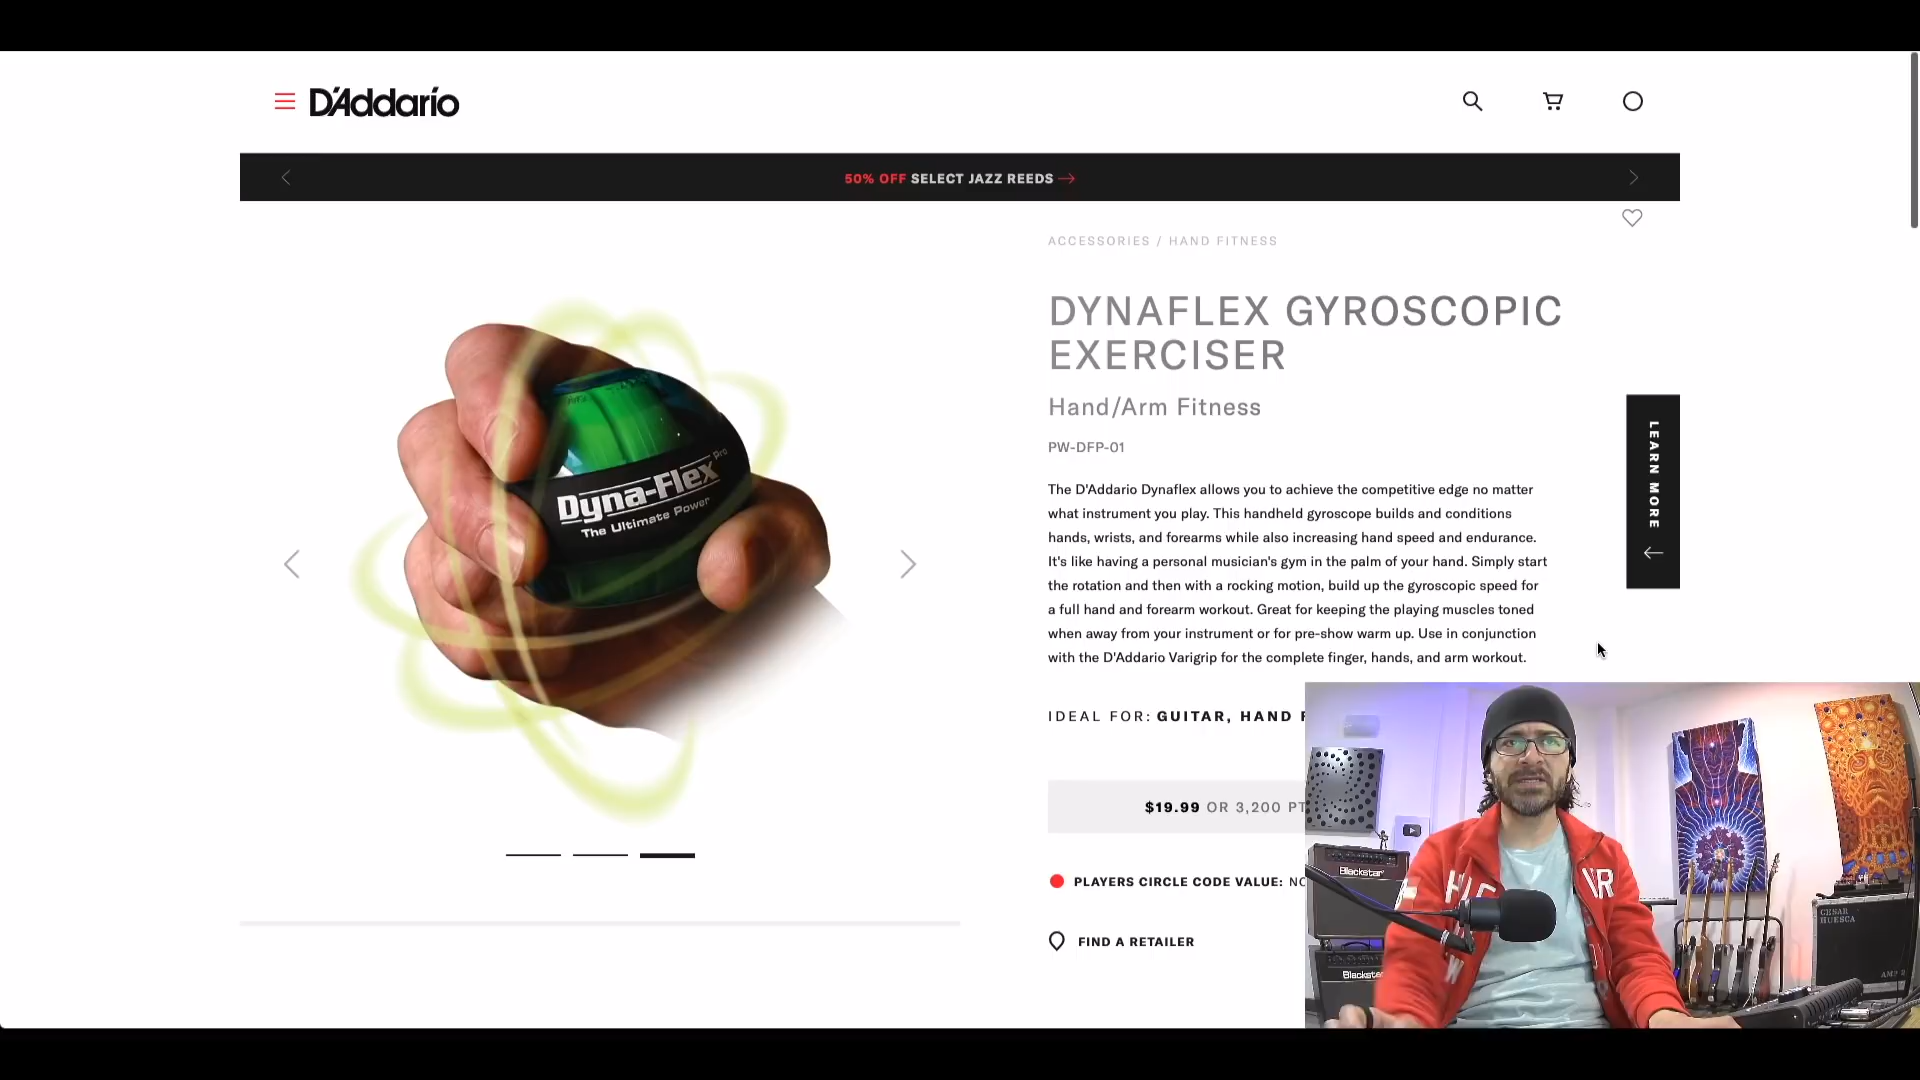 D'Addario
50% OFF SELECT JAZZ REEDS
ACCESSORIES / HAND FITNESS
DYNAFLEX GYROSCOPIC
EXERCISER
Hand/Arm Fitness
PW-DFP-01
The D'Addario Dynaflex allows you to achieve the competitive edge no matter
what instrument you play. This handheld gyroscope builds and conditions
hands, wrists, and forearms while also increasing hand speed and endurance.
It's like having a personal musician's gym in the palm of your hand. Simply start
the rotation and then with a rocking motion, build up the gyroscopic speed for
a full hand and forearm workout. Great for keeping the playing muscles toned
when away from your instrument or for pre-show warm up. Use in conjunction
with the D'Addario Varigrip for the complete finger, hands, and arm workout.
IDEAL FOR: GUITAR, HAND
$19.99 OR 3,200 PT
PLAYERS CIRCLE CODE VALUE:
FIND A RETAILER
LEARN MORE
Dyna-Flex Pro
The Ultimate Power
Blackstar
Blackstar
VR
CESAR
HUESCA